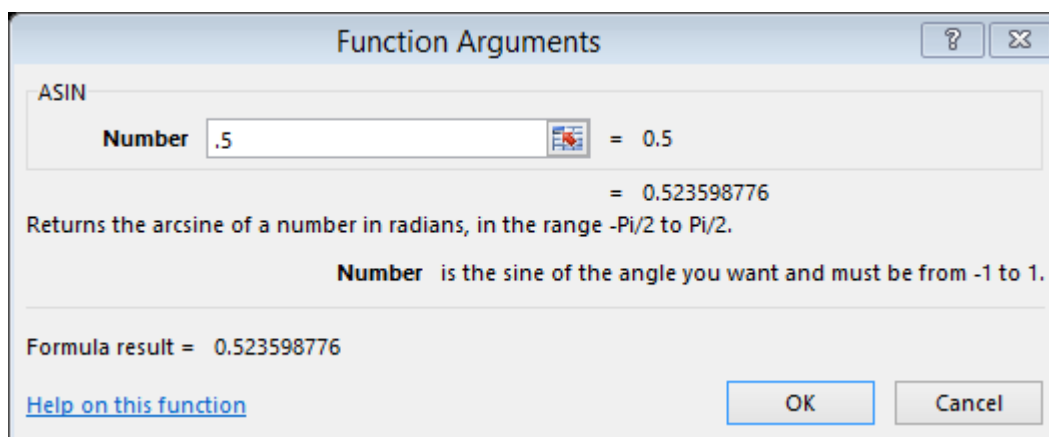 Function Arguments
ASIN
Number .5 = 0.5
= 0.523598776
Returns the arcsine of a number in radians, in the range -Pi/2 to Pi/2.
Number is the sine of the angle you want and must be from -1 to 1.
Formula result = 0.523598776
Help on this function OK Cancel